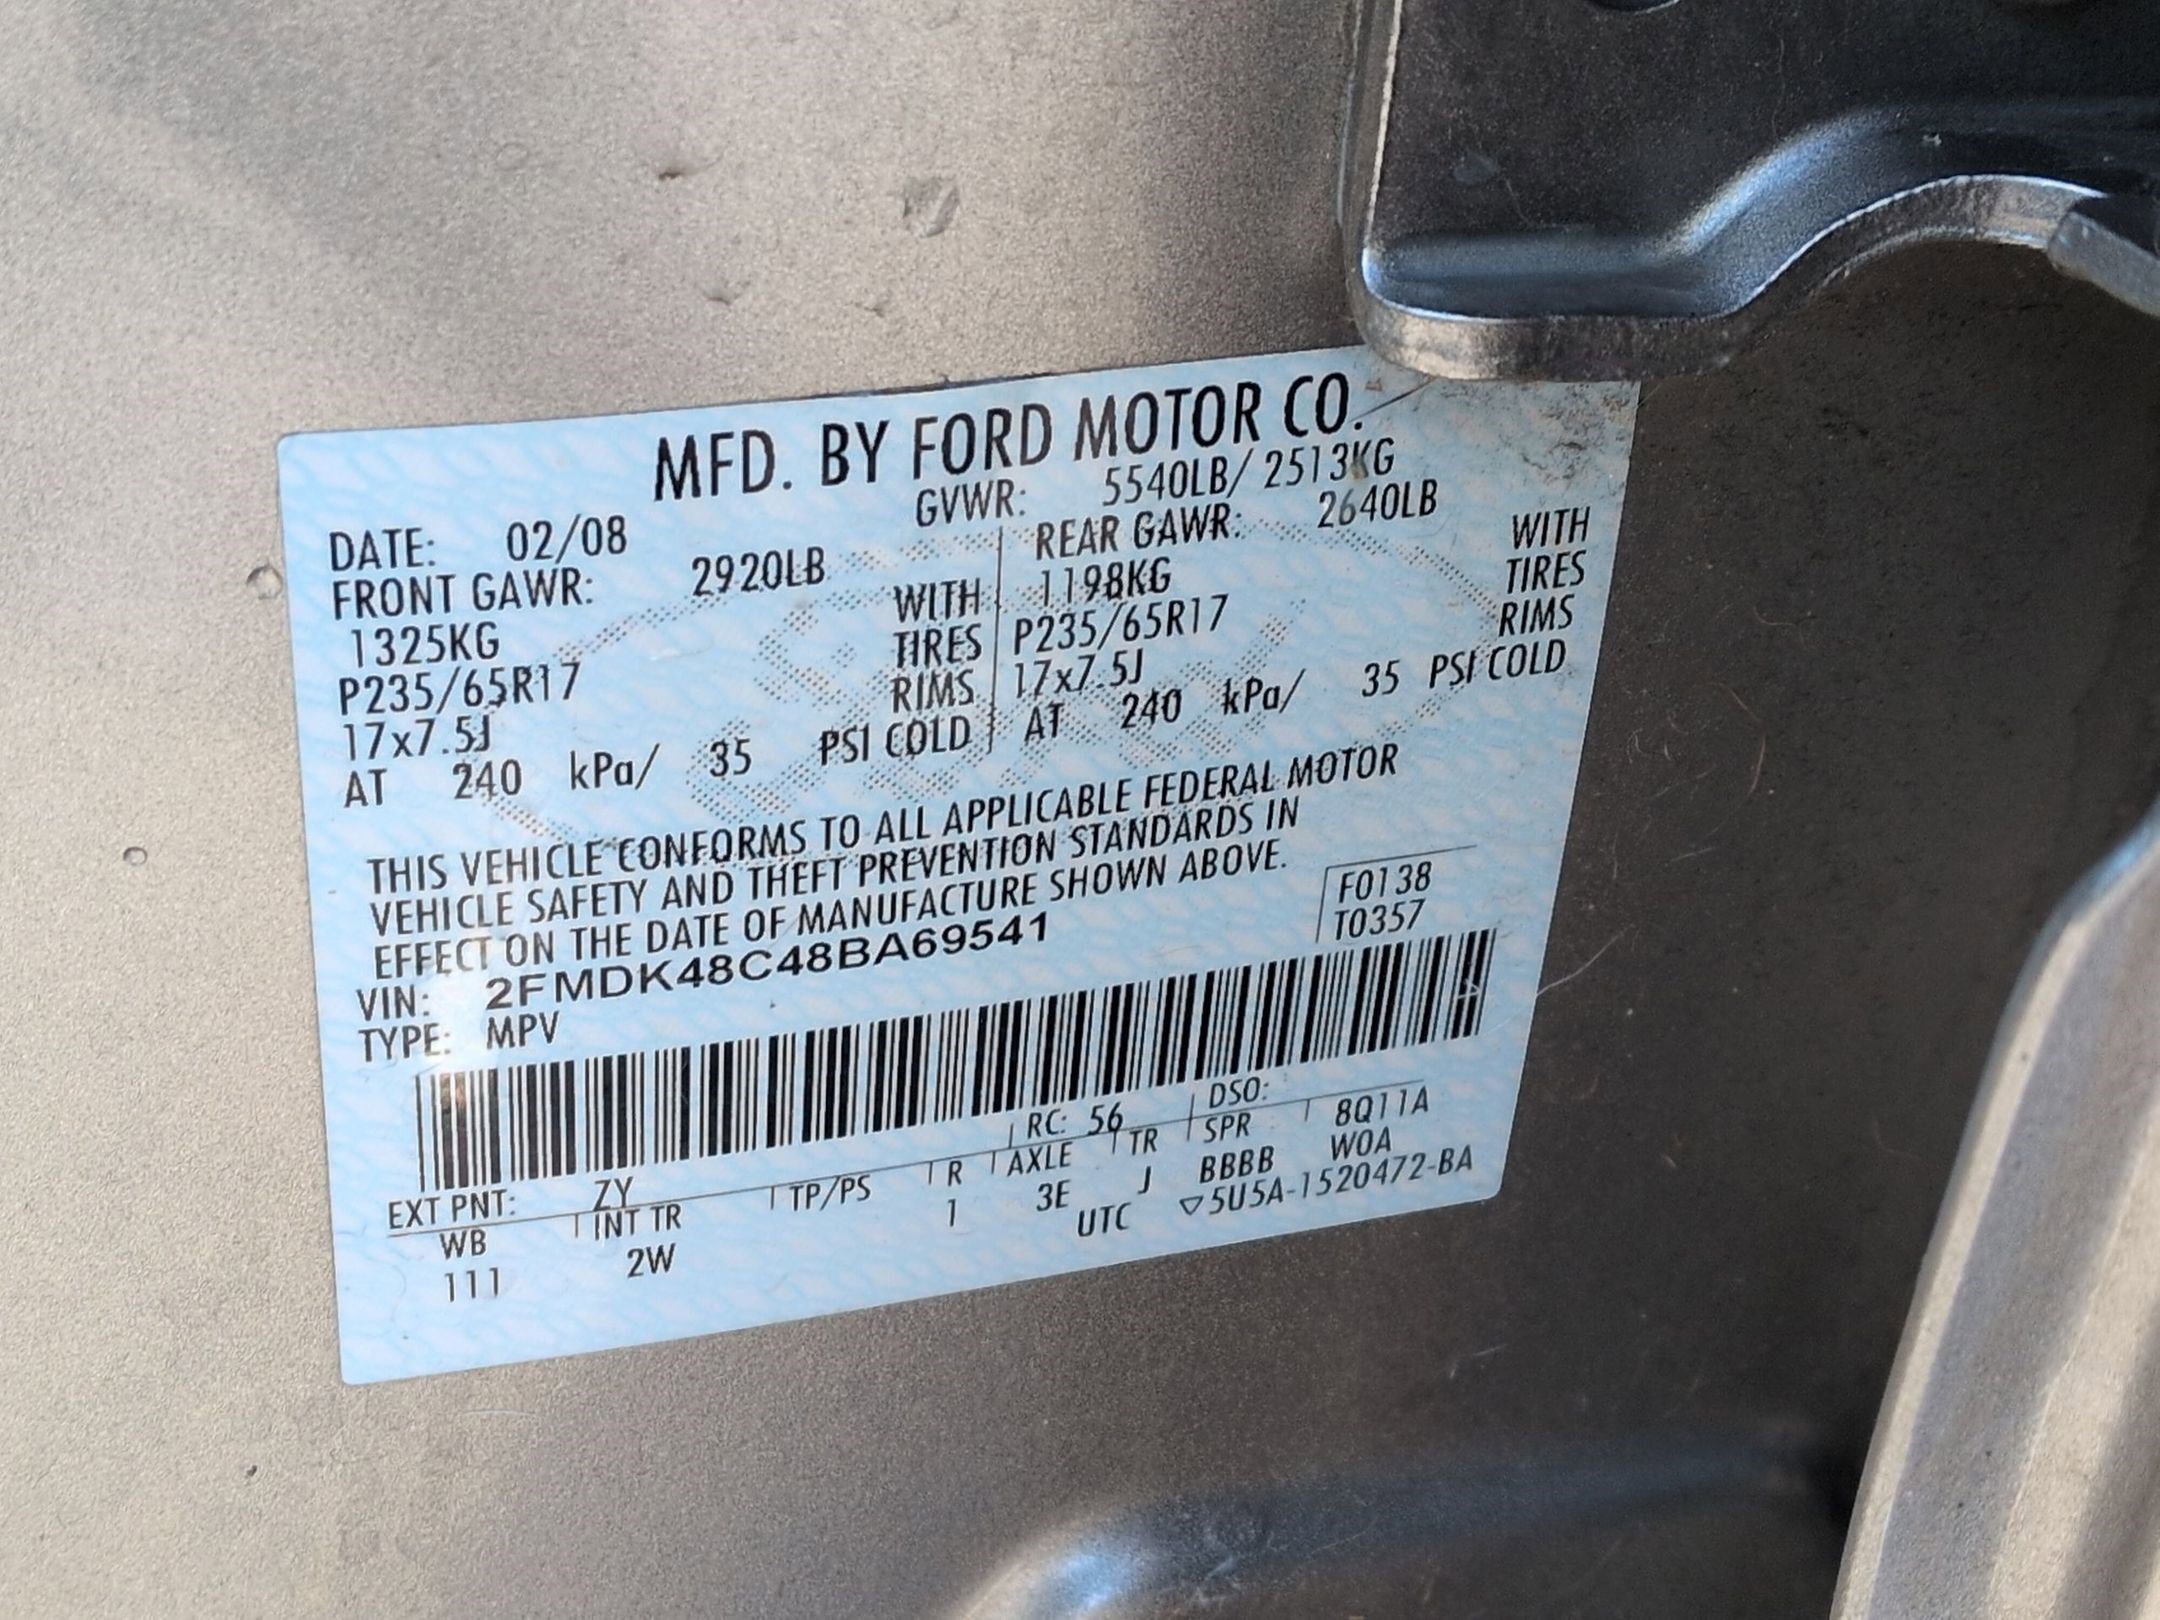 MFD. BY FORD MOTOR CO.
DATE: 02/08 GVWR: 5540LB/ 2513KG
FRONT GAWR: 2920LB REAR GAWR: 2640LB
1325KG WITH 1198KG WITH
P235/65R17 TIRES P235/65R17 TIRES
17x7.5J RIMS 17x7.5J RIMS
AT 240 kPa/ 35 PSI COLD AT 240 kPa/ 35 PSI COLD
THIS VEHICLE CONFORMS TO ALL APPLICABLE FEDERAL MOTOR
VEHICLE SAFETY AND THEFT PREVENTION STANDARDS IN
EFFECT ON THE DATE OF MANUFACTURE SHOWN ABOVE.
F0138
T0357
VIN: 2FMDK48C48BA69541
TYPE: MPV
EXT PNT: ZY RC: 56 DSO:
WB INT TR TP/PS R AXLE TR SPR 8Q11A
111 2W 1 3E J BBBB WOA
UTC ▽5U5A-1520472-BA